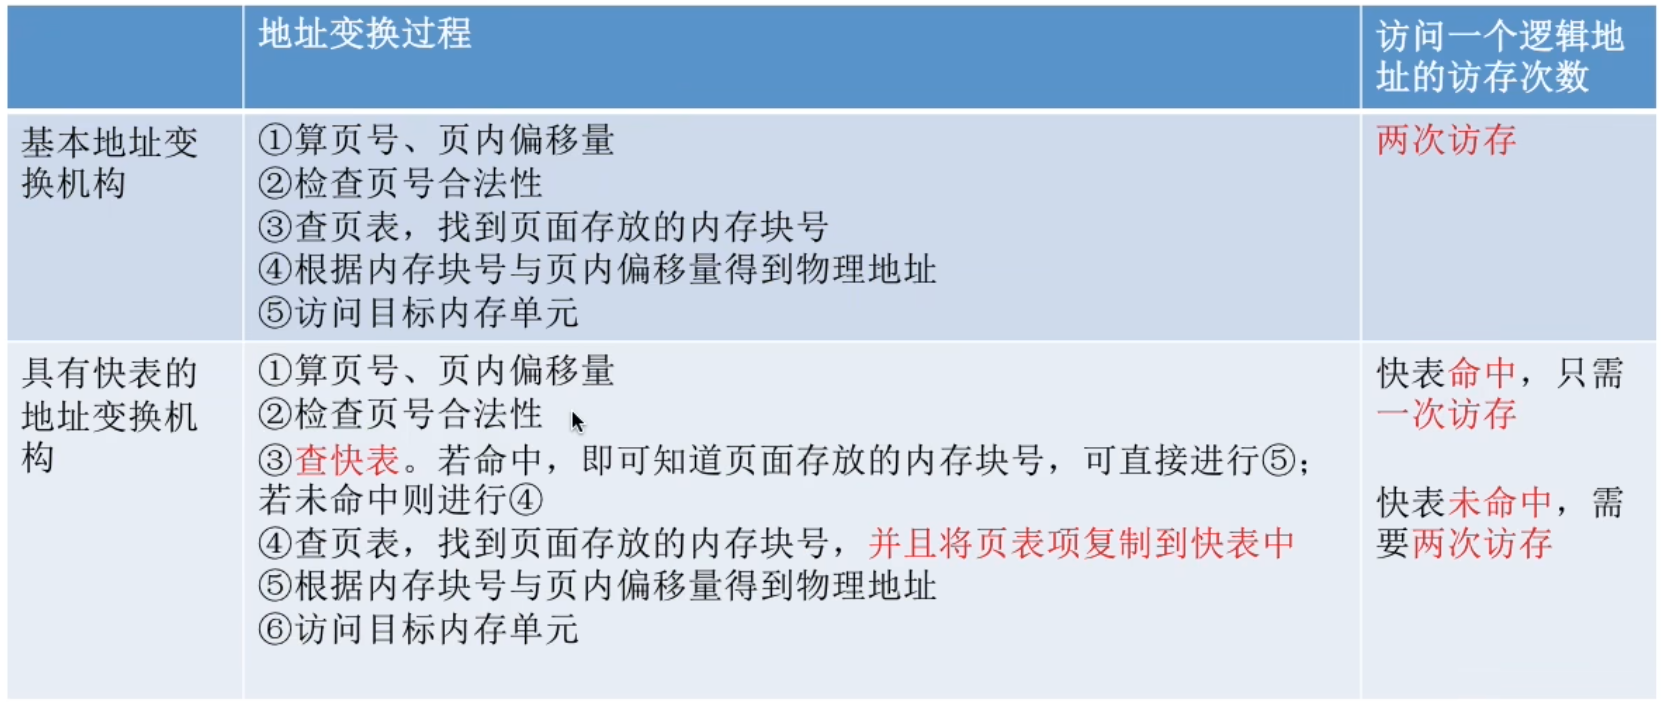 地址变换过程
访问一个逻辑地
址的访存次数
基本地址变
换机构
①算页号、页内偏移量
②检查页号合法性
③查页表，找到页面存放的内存块号
④根据内存块号与页内偏移量得到物理地址
⑤访问目标内存单元
两次访存
具有快表的
地址变换机
构
①算页号、页内偏移量
②检查页号合法性
③查快表。若命中，即可知道页面存放的内存块号，可直接进行⑤；
若未命中则进行④
④查页表，找到页面存放的内存块号，并且将页表项复制到快表中
⑤根据内存块号与页内偏移量得到物理地址
⑥访问目标内存单元
快表命中，只需
一次访存
快表未命中，需
要两次访存